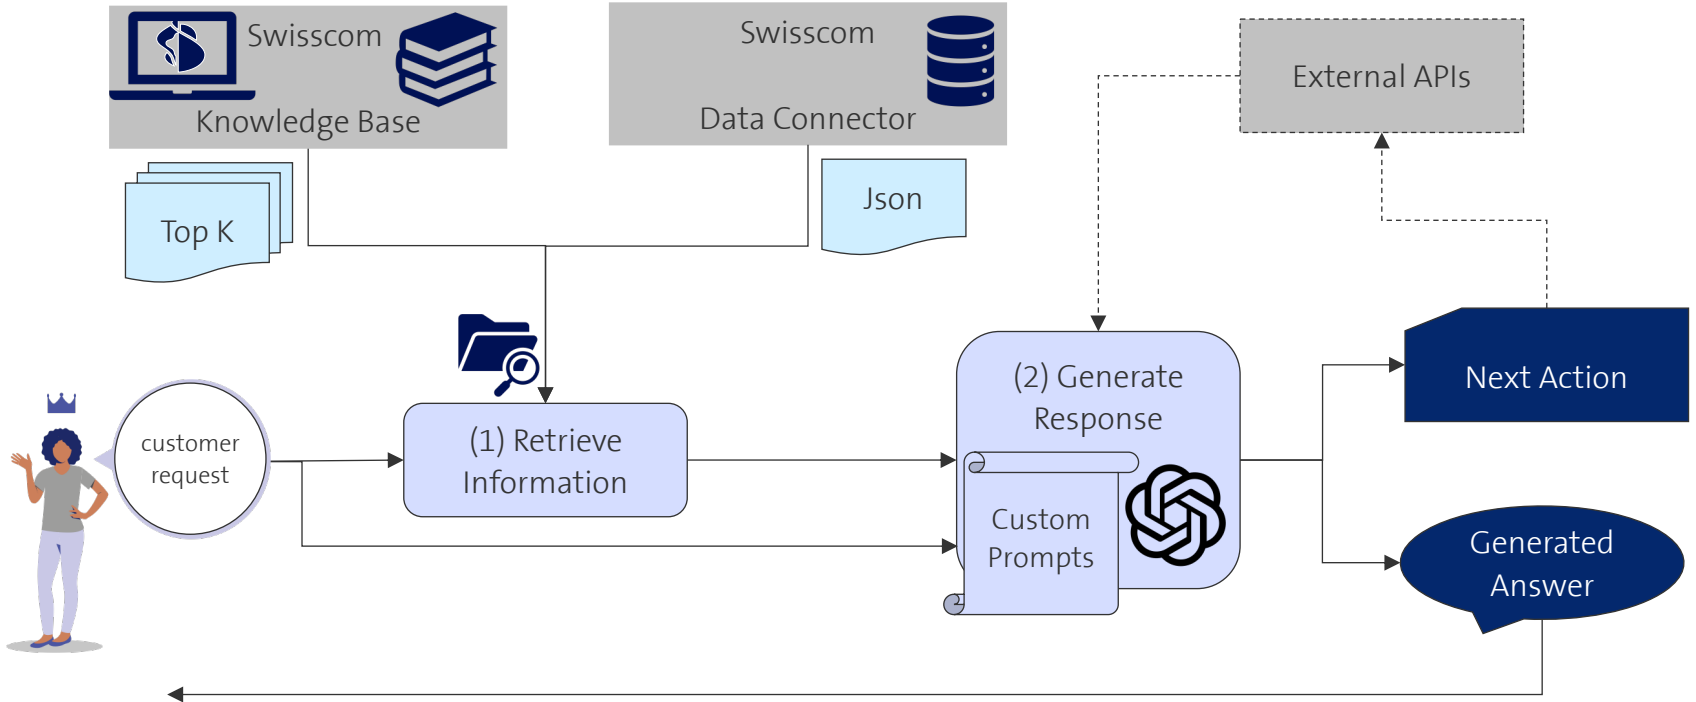 Swisscom
Knowledge Base
Swisscom
Data Connector
External APIs
Top K
Json
customer
request
(1) Retrieve
Information
(2) Generate
Response
Custom
Prompts
Next Action
Generated
Answer